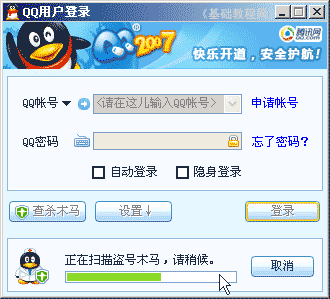 QQ用户登录
《基础教程网
QQ2007
腾讯网
快乐开道，安全护航！
QQ帐号 <请在这儿输入QQ帐号> 申请帐号
QQ密码 忘了密码？
自动登录 隐身登录
查杀木马 设置↓ 登录
正在扫描盗号木马，请稍候。
取消